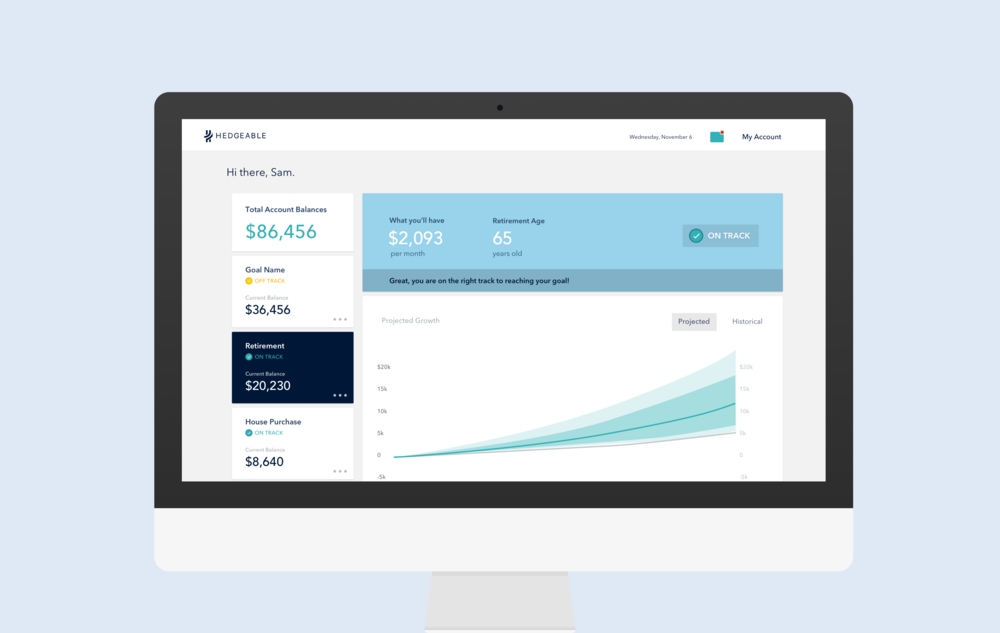 HEDGEABLE
Wednesday, November 6
My Account
Hi there, Sam.
Total Account Balances
$86,456
Goal Name
OFF TRACK
Current Balance
$36,456
Retirement
ON TRACK
Current Balance
$20,230
House Purchase
ON TRACK
Current Balance
$8,640
What you'll have
$2,093
per month
Retirement Age
65
years old
ON TRACK
Great, you are on the right track to reaching your goal!
Projected Growth
Projected
Historical
$20k $20k
15k 15k
10k 10k
5k 5k
0 0
-5k -5k